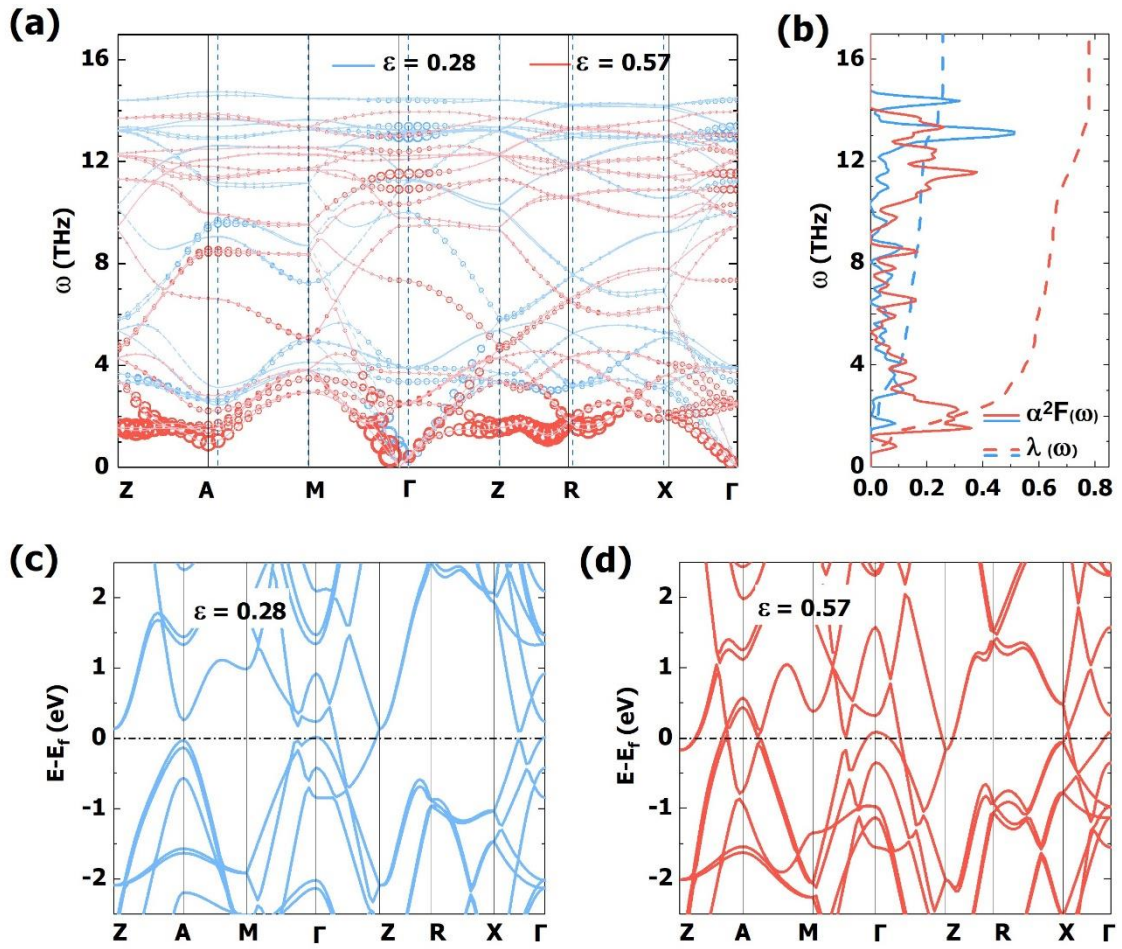 (a)
16
12
8
4
0
ω (THz)
ε = 0.28
ε = 0.57
Z A M Γ Z R X Γ
(b)
16
12
8
4
0
ω (THz)
α²F(ω)
λ (ω)
0.0 0.2 0.4 0.6 0.8
(c)
2
1
0
-1
-2
E-E_f (eV)
ε = 0.28
Z A M Γ Z R X Γ
(d)
2
1
0
-1
-2
E-E_f (eV)
ε = 0.57
Z A M Γ Z R X Γ